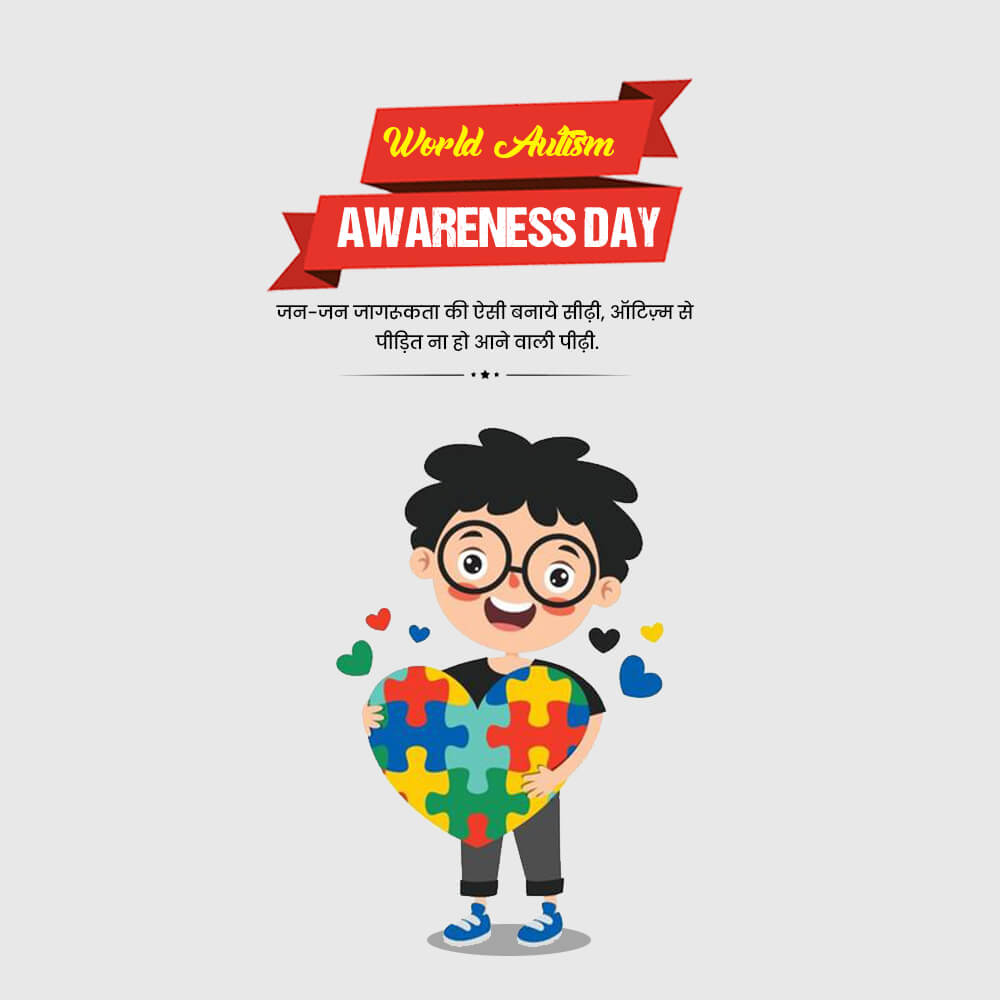 World Autism
AWARENESS DAY
जन-जन जागरूकता की ऐसी बनाये सीढ़ी, ऑटिज़्म से
पीड़ित ना हो आने वाली पीढ़ी.